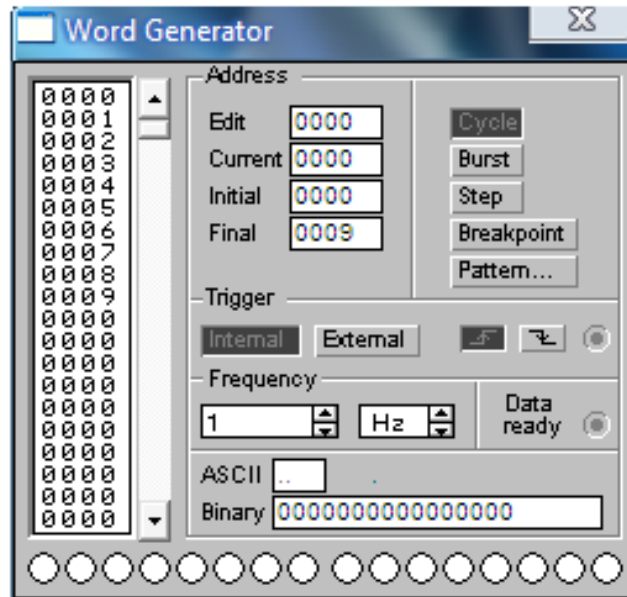 Word Generator
0000
0001
0002
0003
0004
0005
0006
0007
0008
0009
0000
0000
0000
0000
0000
0000
0000
0000
0000
0000
Address
Edit 0000
Current 0000
Initial 0000
Final 0009
Cycle
Burst
Step
Breakpoint
Pattern...
Trigger
Internal External
Frequency
1 Hz
Data
ready
ASCII ..
Binary 0000000000000000